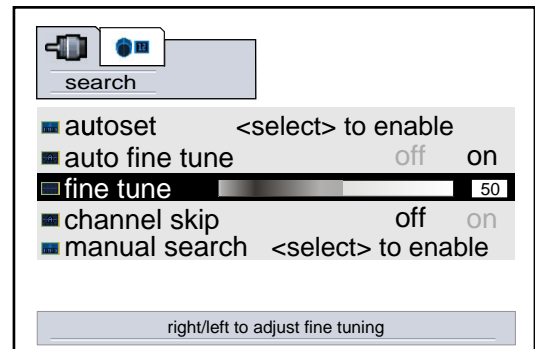 search
autoset <select> to enable
auto fine tune off on
fine tune 50
channel skip off on
manual search <select> to enable
right/left to adjust fine tuning